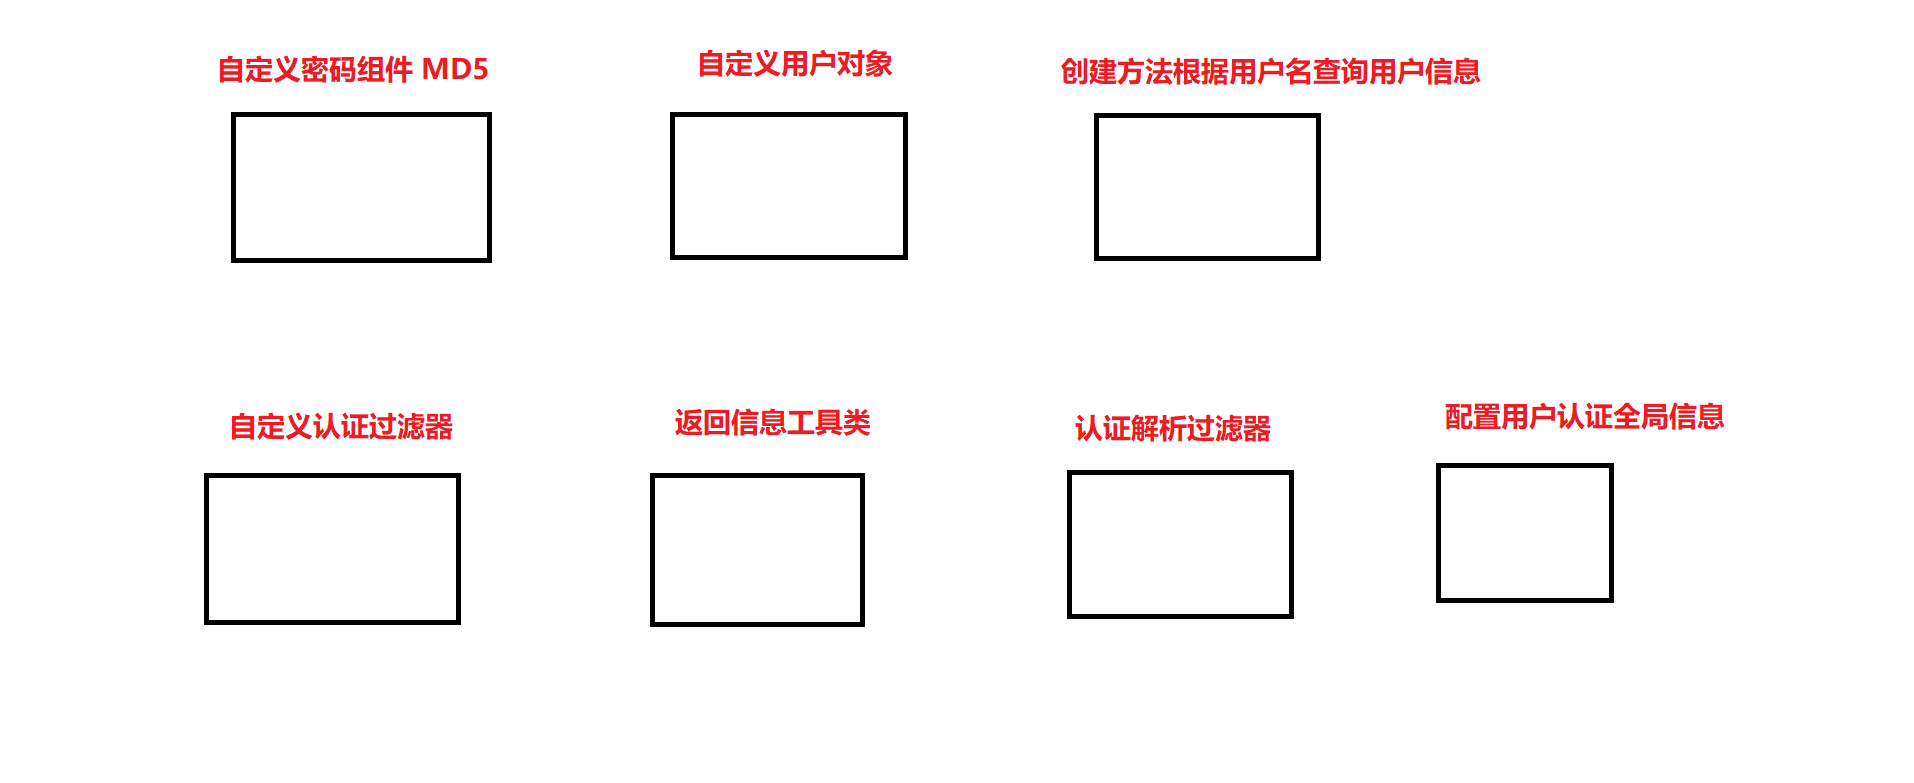 自定义密码组件 MD5
自定义用户对象
创建方法根据用户名查询用户信息
自定义认证过滤器
返回信息工具类
认证解析过滤器
配置用户认证全局信息